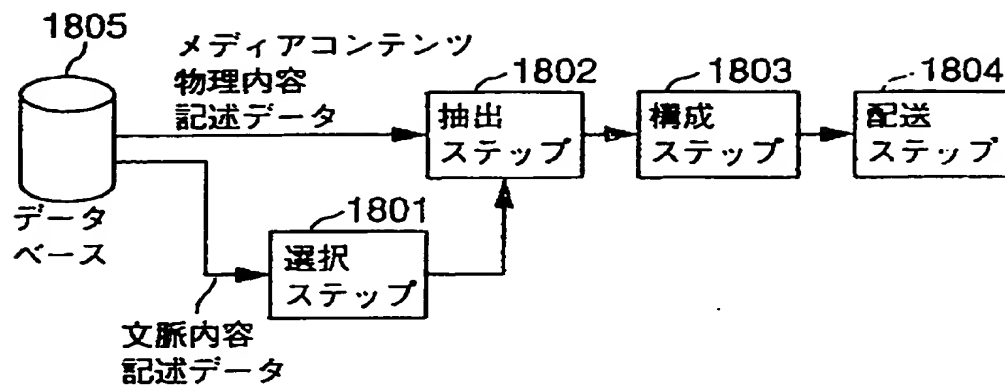 1805
メディアコンテンツ
物理内容
記述データ
1802
抽出
ステップ
1803
構成
ステップ
1804
配送
ステップ
データ
ベース
1801
選択
ステップ
文脈内容
記述データ